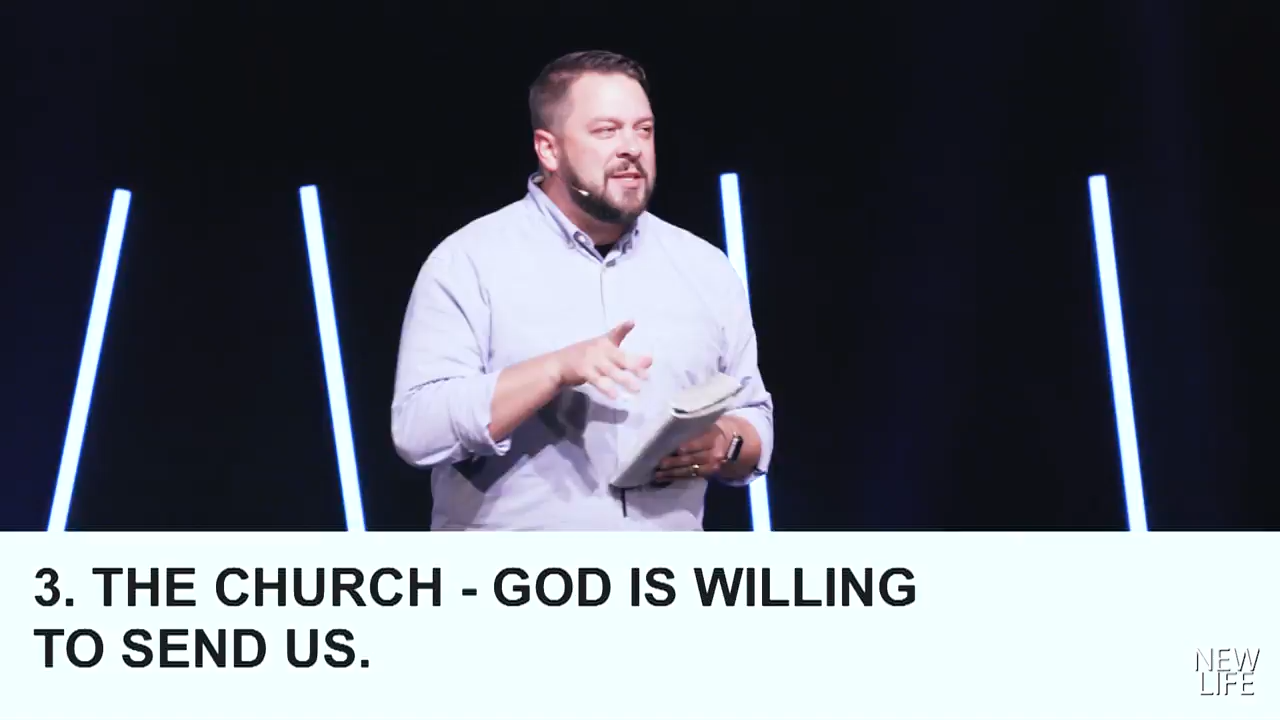 3. THE CHURCH - GOD IS WILLING
TO SEND US.
NEW
LIFE